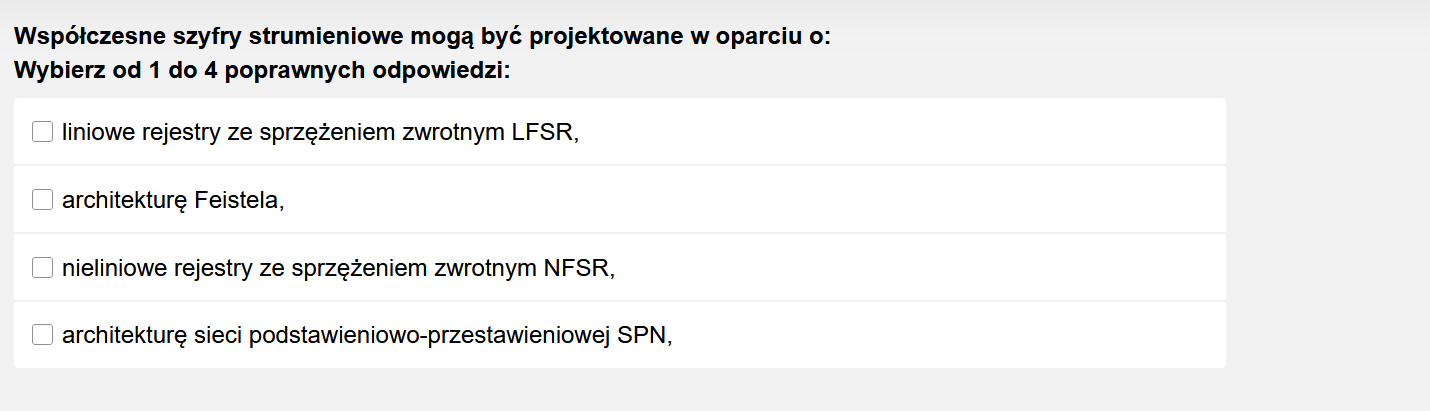 Współczesne szyfry strumieniowe mogą być projektowane w oparciu o:
Wybierz od 1 do 4 poprawnych odpowiedzi:
liniowe rejestry ze sprzężeniem zwrotnym LFSR,
architekturę Feistela,
nieliniowe rejestry ze sprzężeniem zwrotnym NFSR,
architekturę sieci podstawieniowo-przestawieniowej SPN,